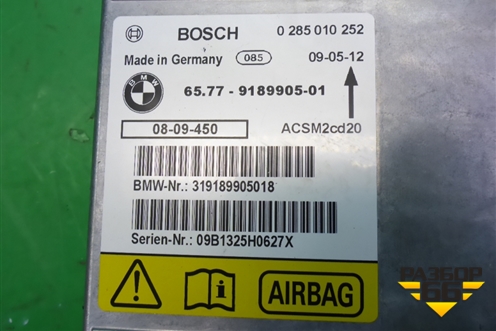 BOSCH 0 285 010 252
Made in Germany 085 09-05-12
BMW 65.77 - 9189905-01
08-09-450 ACSM2cd20
BMW-Nr.: 319189905018
Serien-Nr.: 09B1325H0627X
AIRBAG
РАЗБОР
66